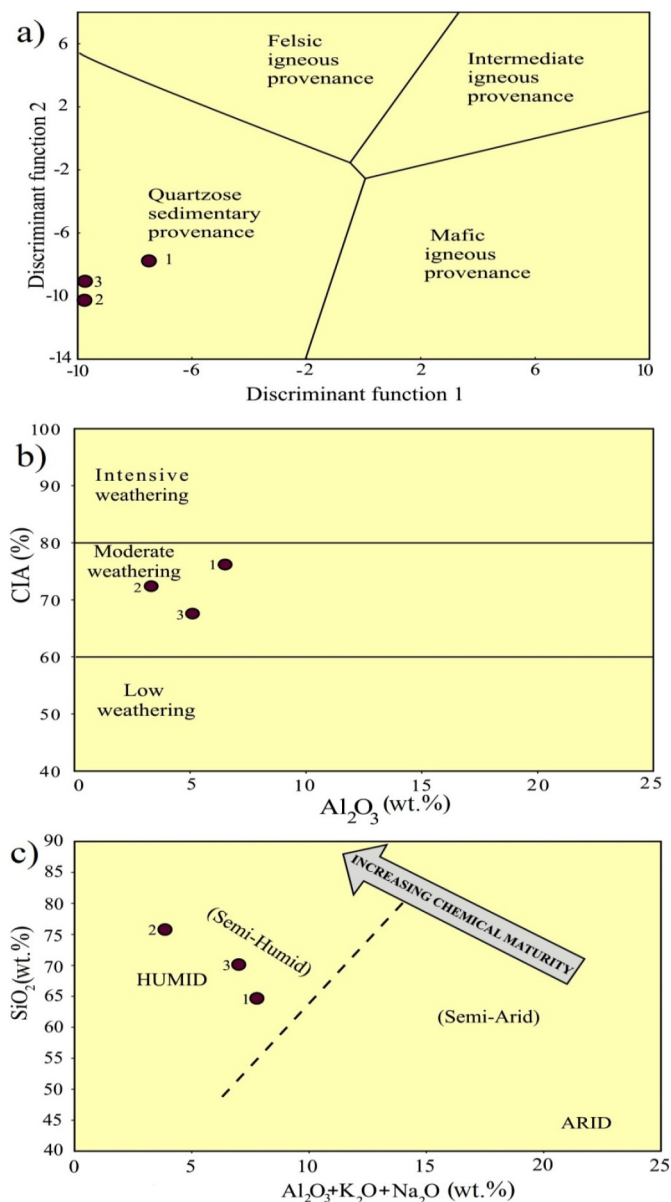 a)
8
2
-2
-6
-10
-14
Discriminant function 2
Felsic
igneous
provenance
Intermediate
igneous
provenance
Quartzose
sedimentary
provenance
Mafic
igneous
provenance
1
3
2
-10
-6
-2
2
6
10
Discriminant function 1
b)
100
90
80
70
60
50
40
CIA (%)
Intensive
weathering
Moderate
weathering
1
2
3
Low
weathering
0
5
10
15
20
25
Al₂O₃ (wt.%)
c)
90
85
80
75
70
65
60
55
50
45
40
SiO₂(wt.%)
INCREASING CHEMICAL MATURITY
(Semi-Humid)
2
3
HUMID
1
(Semi-Arid)
ARID
0
5
10
15
20
25
Al₂O₃+K₂O+Na₂O (wt.%)